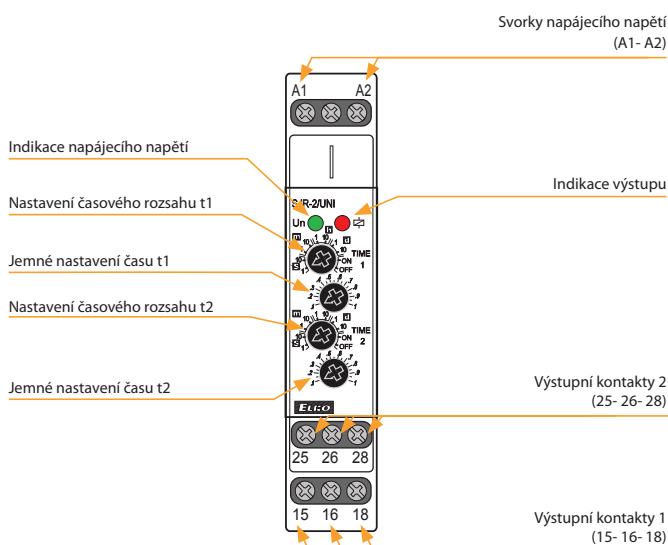 Svorky napájecího napětí
(A1- A2)
A1 A2
Indikace napájecího napětí
Indikace výstupu
Nastavení časového rozsahu t1
Un
TIME
1
ON
OFF
Jemné nastavení času t1
Nastavení časového rozsahu t2
TIME
2
ON
OFF
Jemné nastavení času t2
Výstupní kontakty 2
(25- 26- 28)
25 26 28
15 16 18
Výstupní kontakty 1
(15- 16- 18)